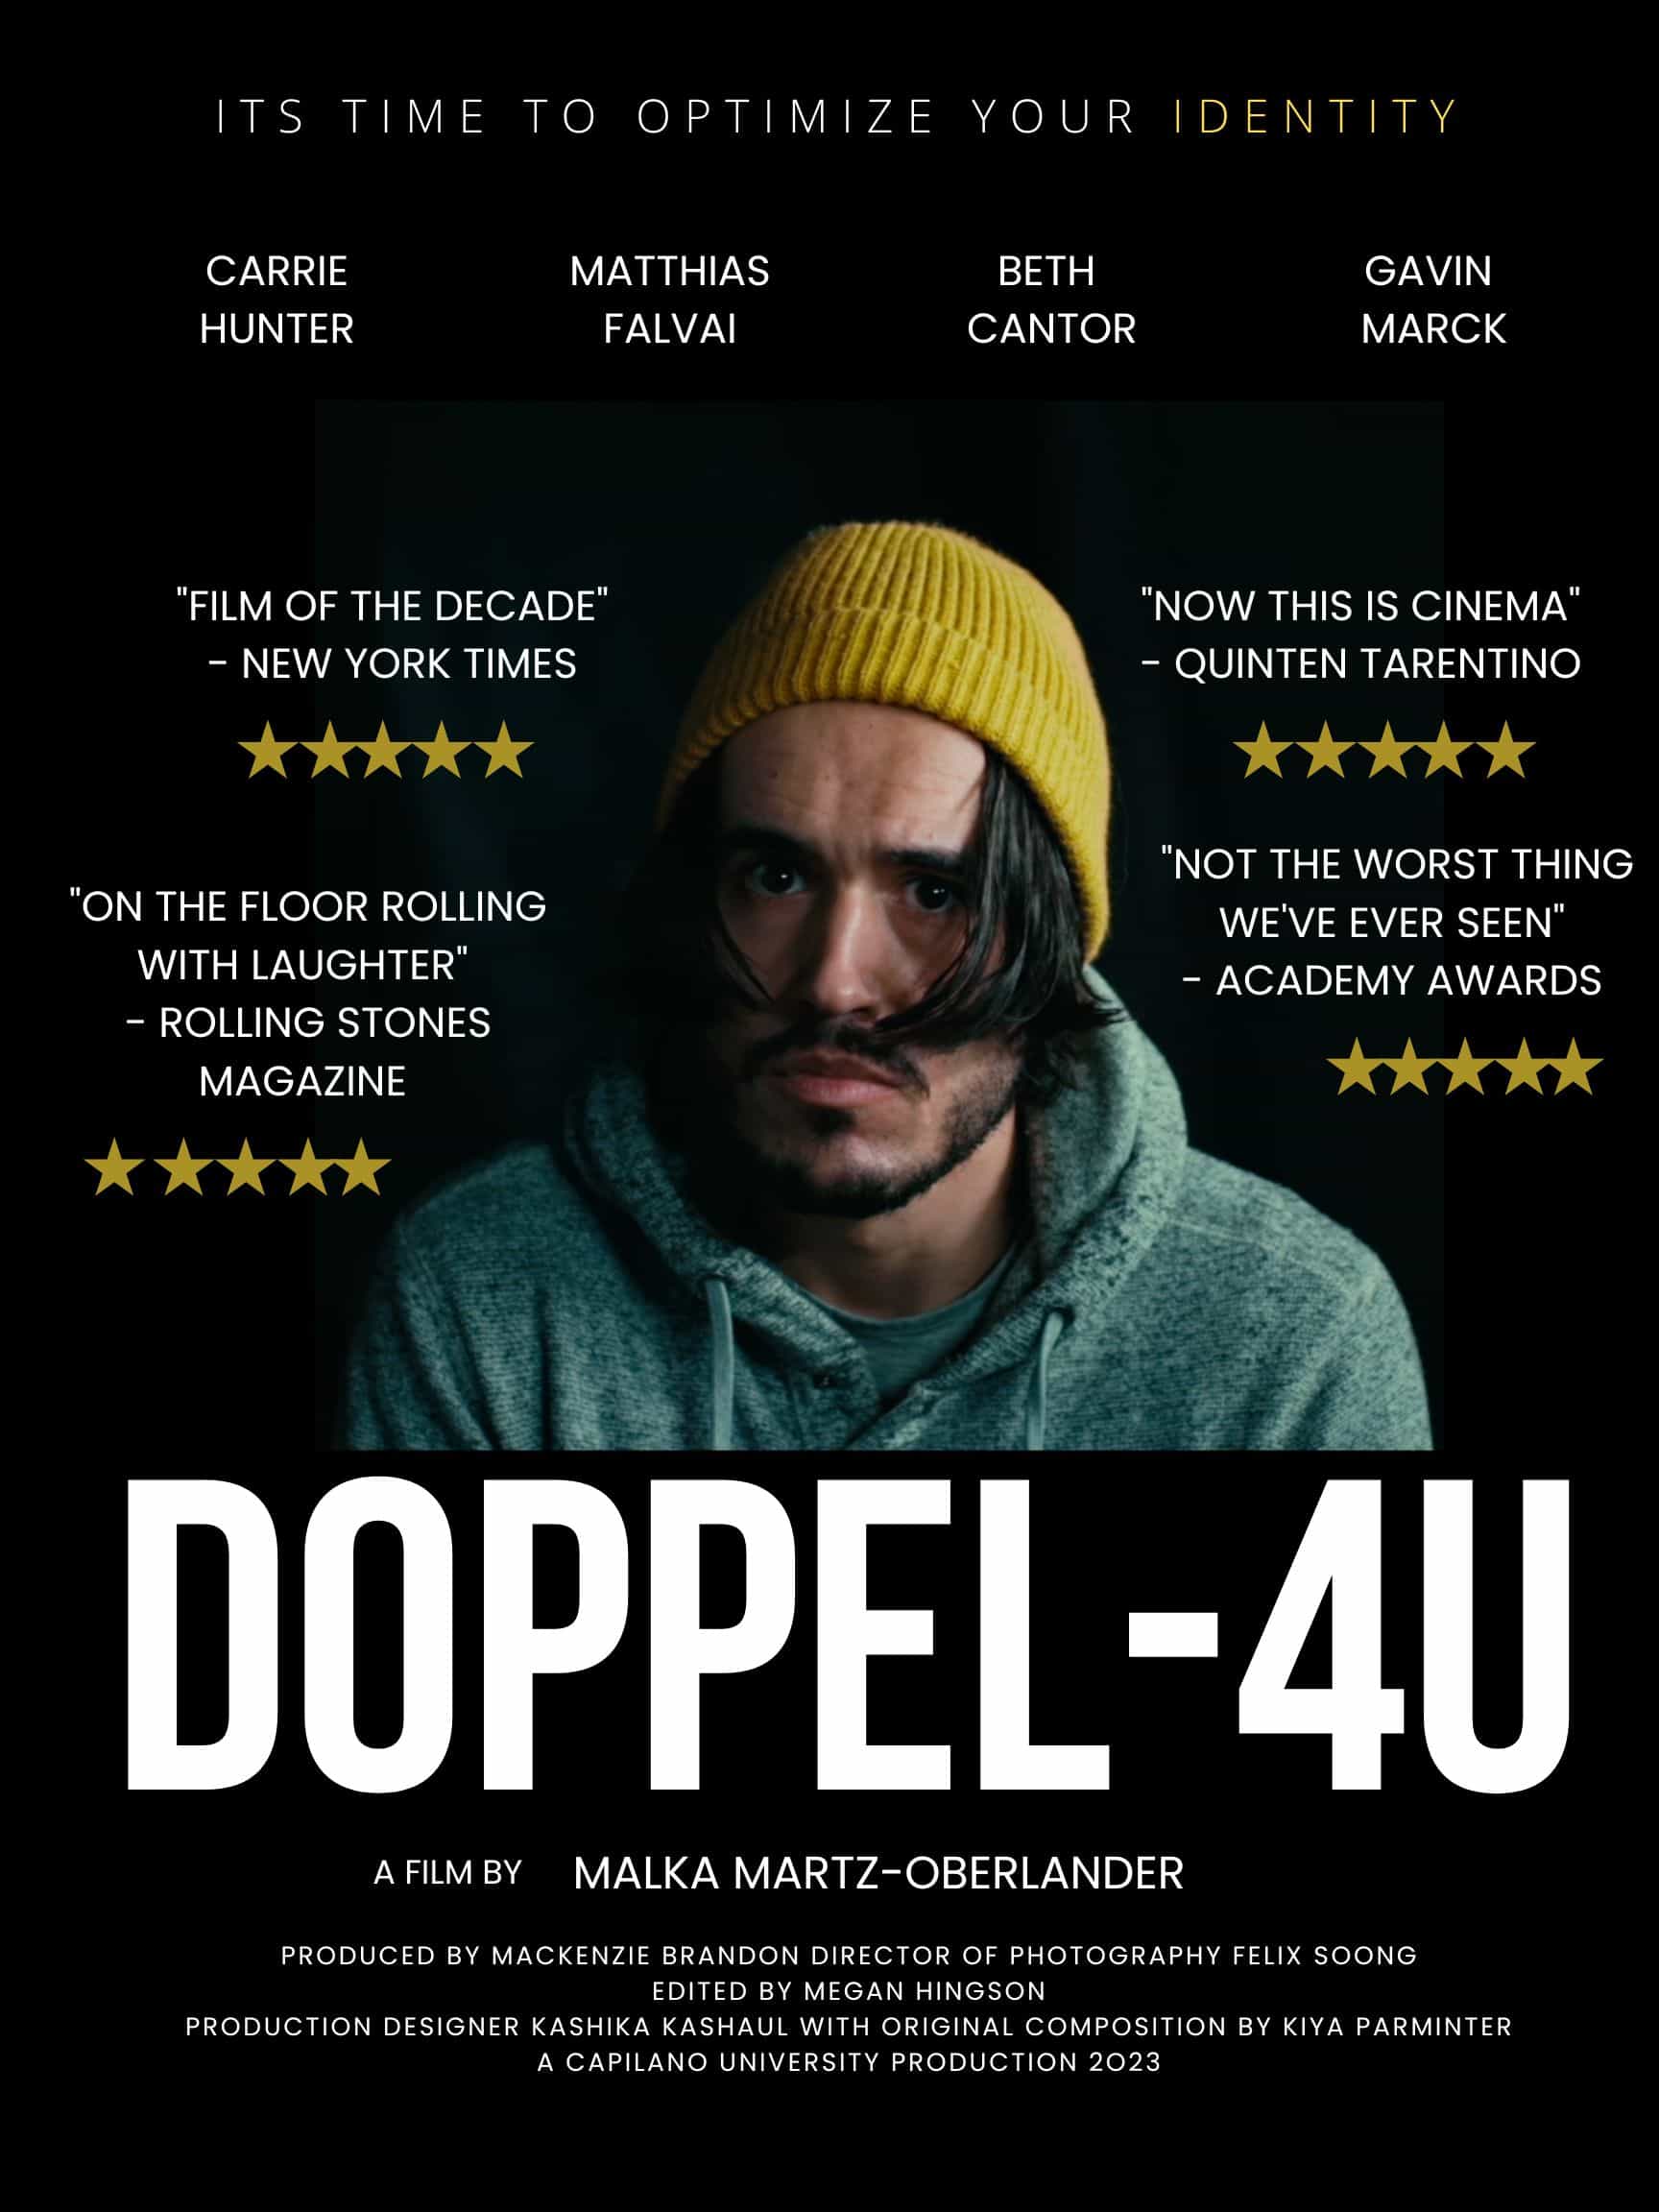 ITS TIME TO OPTIMIZE YOUR IDENTITY
CARRIE
HUNTER
MATTHIAS
FALVAI
BETH
CANTOR
GAVIN
MARCK
"FILM OF THE DECADE"
- NEW YORK TIMES
"NOW THIS IS CINEMA"
- QUINTEN TARENTINO
"ON THE FLOOR ROLLING
WITH LAUGHTER"
- ROLLING STONES
MAGAZINE
"NOT THE WORST THING
WE'VE EVER SEEN"
- ACADEMY AWARDS
DOPPEL-4U
A FILM BY MALKA MARTZ-OBERLANDER
PRODUCED BY MACKENZIE BRANDON DIRECTOR OF PHOTOGRAPHY FELIX SOONG
EDITED BY MEGAN HINGSON
PRODUCTION DESIGNER KASHIKA KASHAUL WITH ORIGINAL COMPOSITION BY KIYA PARMINTER
A CAPILANO UNIVERSITY PRODUCTION 2023